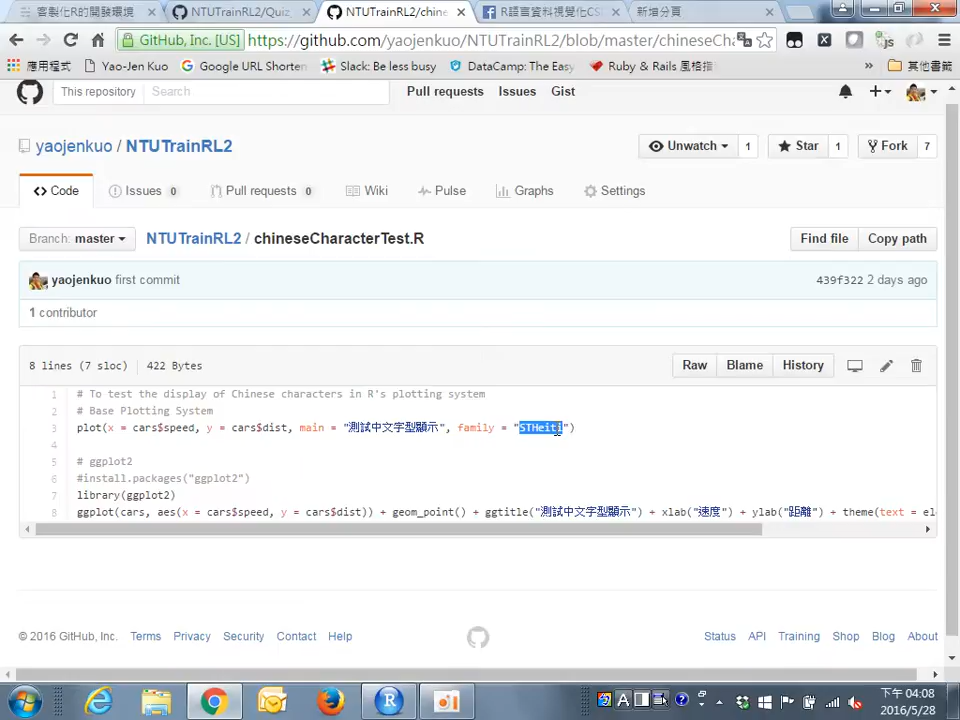 客製化R的開發環境
NTUTrainRL2/Quiz
NTUTrainRL2/chine
R語言資料視覺化CS
新增分頁
GitHub, Inc. [US]
https://github.com/yaojenkuo/NTUTrainRL2/blob/master/chineseCha
應用程式
Yao-Jen Kuo
Google URL Shorten
Slack: Be less busy
DataCamp: The Easy
Ruby & Rails 風格指
»
其他書籤
This repository
Search
Pull requests
Issues
Gist
yaojenkuo / NTUTrainRL2
Unwatch
1
Star
1
Fork
7
Code
Issues 0
Pull requests 0
Wiki
Pulse
Graphs
Settings
Branch: master
NTUTrainRL2 / chineseCharacterTest.R
Find file
Copy path
yaojenkuo first commit
439f322 2 days ago
1 contributor
8 lines (7 sloc)
422 Bytes
Raw
Blame
History
1 # To test the display of Chinese characters in R's plotting system
2 # Base Plotting System
3 plot(x = cars$speed, y = cars$dist, main = "測試中文字型顯示", family = "STHeiti")
4
5 # ggplot2
6 #install.packages("ggplot2")
7 library(ggplot2)
8 ggplot(cars, aes(x = cars$speed, y = cars$dist)) + geom_point() + ggtitle("測試中文字型顯示") + xlab("速度") + ylab("距離") + theme(text = el
© 2016 GitHub, Inc.
Terms
Privacy
Security
Contact
Help
Status
API
Training
Shop
Blog
About
下午 04:08
2016/5/28